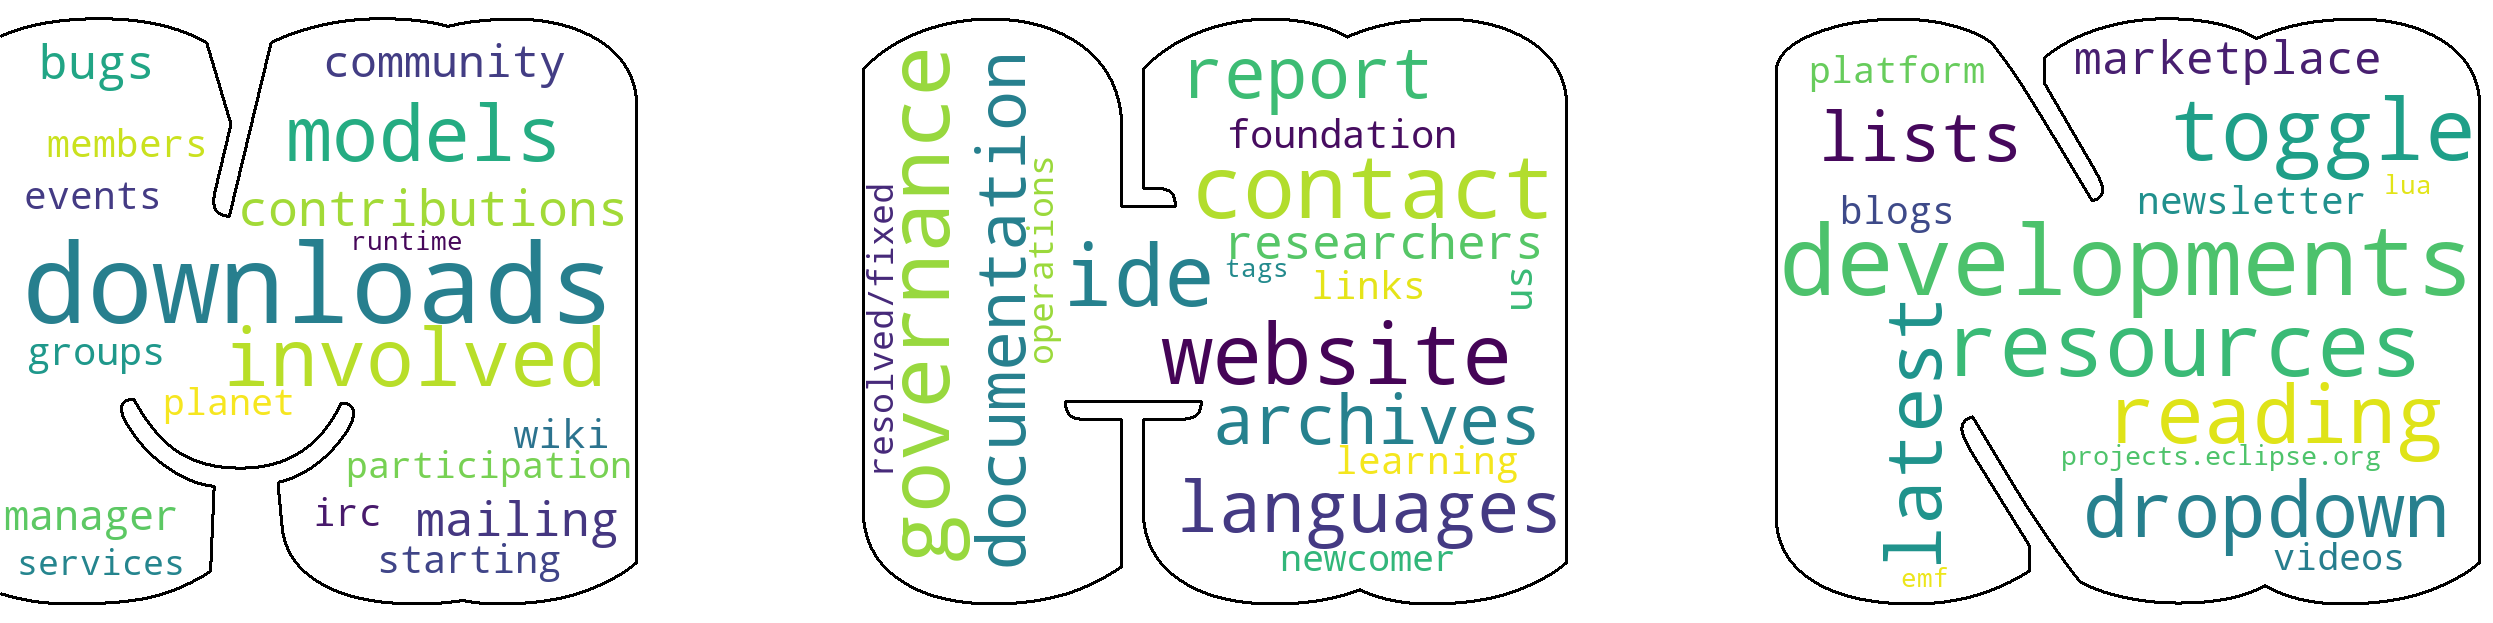 bugs
community
members
models
events
contributions
runtime
downloads
groups
involved
planet
wiki
participation
manager
irc
mailing
services
starting
resolved/fixed
governance
documentation
operations
report
foundation
contact
researchers
ide
tags
links
us
website
archives
learning
languages
newcomer
platform
marketplace
lists
toggle
lua
blogs
newsletter
developments
latest
resources
reading
projects.eclipse.org
dropdown
videos
emf